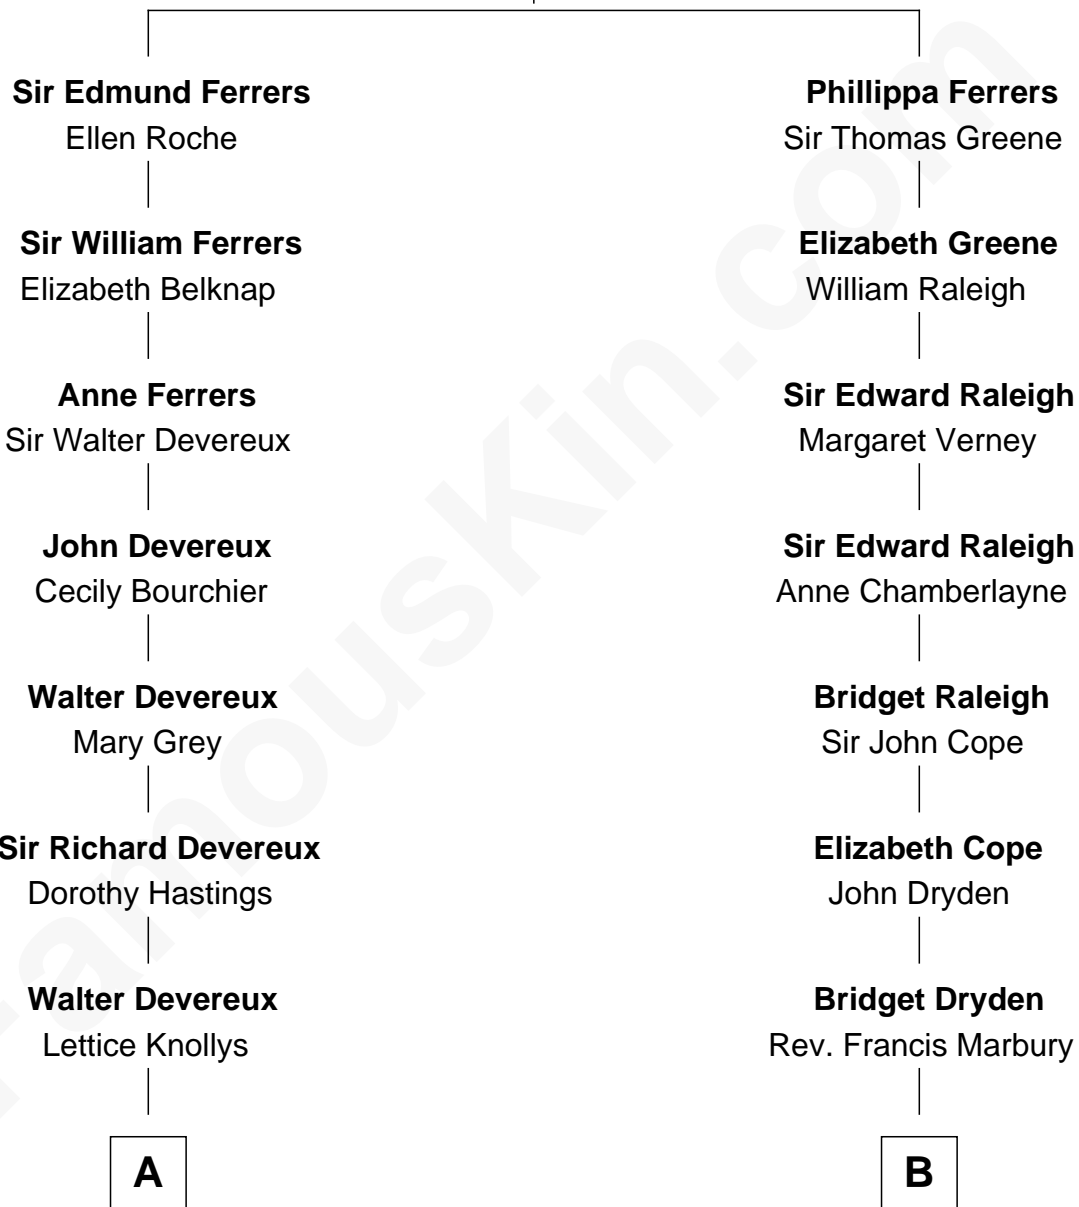 Sir Edmund Ferrers
Ellen Roche
Phillippa Ferrers
Sir Thomas Greene
Sir William Ferrers
Elizabeth Belknap
Elizabeth Greene
William Raleigh
Anne Ferrers
Sir Walter Devereux
Sir Edward Raleigh
Margaret Verney
John Devereux
Cecily Bourchier
Sir Edward Raleigh
Anne Chamberlayne
Walter Devereux
Mary Grey
Bridget Raleigh
Sir John Cope
Sir Richard Devereux
Dorothy Hastings
Elizabeth Cope
John Dryden
Walter Devereux
Lettice Knollys
Bridget Dryden
Rev. Francis Marbury
A
B
FamousKin.com